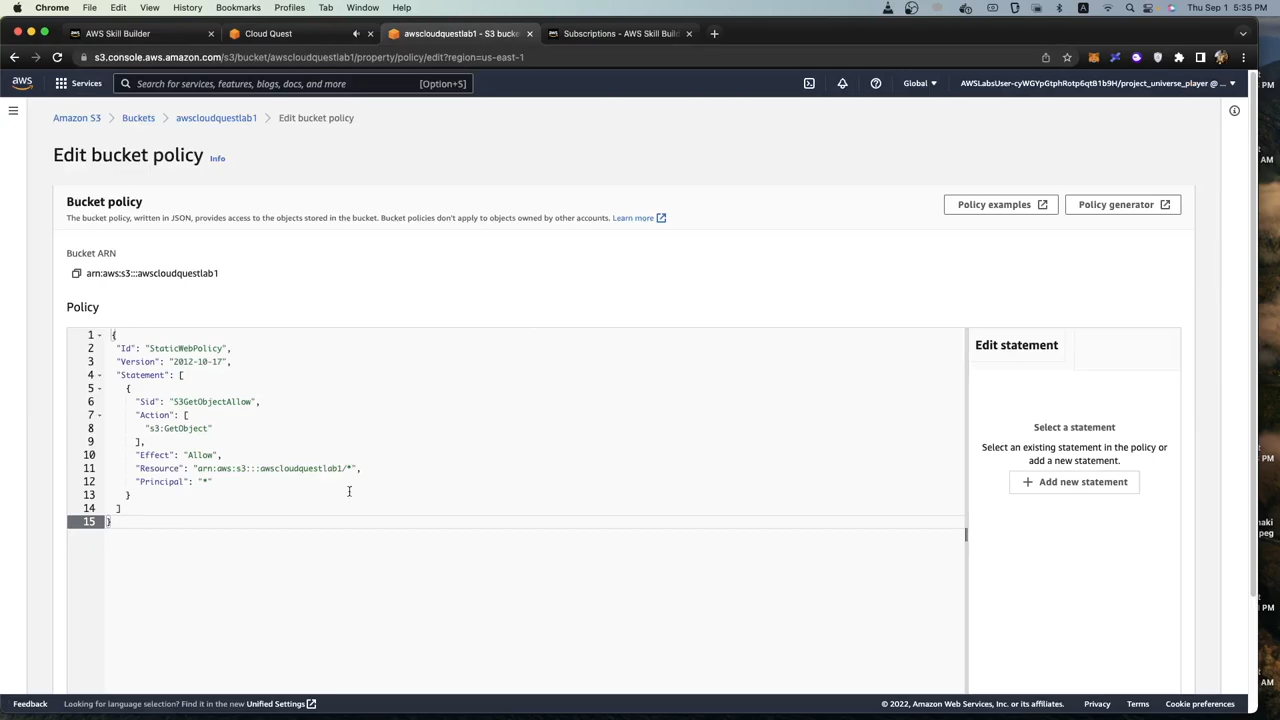 Chrome File Edit View History Bookmarks Profiles Tab Window Help
Thu Sep 1 5:35 PM
AWS Skill Builder
Cloud Quest
awscloudquestlab1 - S3 bucke
Subscriptions - AWS Skill Build
s3.console.aws.amazon.com/s3/bucket/awscloudquestlab1/property/policy/edit?region=us-east-1
aws
Services
Search for services, features, blogs, docs, and more
[Option+S]
Global
AWSLabsUser-cyWGYpGtphRotp6qtB1b9H/project_universe_player @ ...
Amazon S3 > Buckets > awscloudquestlab1 > Edit bucket policy
Edit bucket policy Info
Bucket policy
The bucket policy, written in JSON, provides access to the objects stored in the bucket. Bucket policies don't apply to objects owned by other accounts. Learn more
Policy examples
Policy generator
Bucket ARN
arn:aws:s3:::awscloudquestlab1
Policy
1 {
2 "Id": "StaticWebPolicy",
3 "Version": "2012-10-17",
4 "Statement": [
5 {
6 "Sid": "S3GetObjectAllow",
7 "Action": [
8 "s3:GetObject"
9 ],
10 "Effect": "Allow",
11 "Resource": "arn:aws:s3:::awscloudquestlab1/*",
12 "Principal": "*"
13 }
14 ]
15 }
Edit statement
Select a statement
Select an existing statement in the policy or
add a new statement.
+ Add new statement
Feedback
Looking for language selection? Find it in the new Unified Settings
© 2022, Amazon Web Services, Inc. or its affiliates.
Privacy
Terms
Cookie preferences